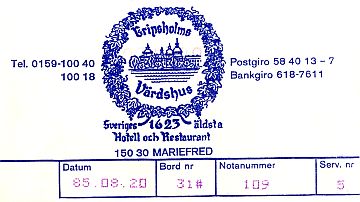 Gripsholms
Värdshus
Tel. 0159-100 40
100 18
Postgiro 58 40 13 - 7
Bankgiro 618-7611
Sveriges 1623 äldsta
Hotell och Restaurant
150 30 MARIEFRED
Datum Bord nr Notanummer Serv. nr
85.08.20 31# 109 5